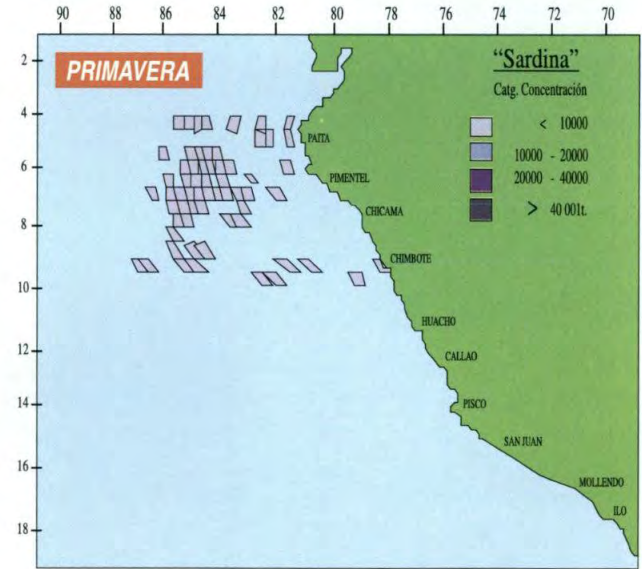 90 88 86 84 82 80 76 75 72 70
PRIMAVERA
"Sardina"
Catg. Concentración
< 10000
10000 - 20000
20000 - 40000
> 40 001t.
2
4
6
8
10
12
14
16
18
PAITA
PIMENTEL
CHICAMA
CHIMBOTE
HUACHO
CALLAO
PISCO
SAN JUAN
MOLLENDO
ILO